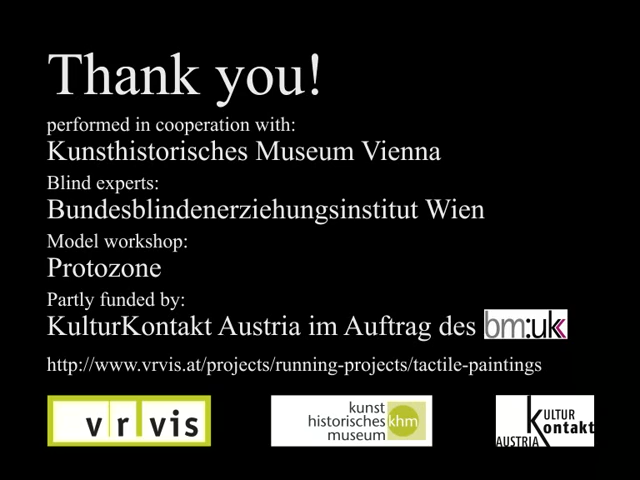 Thank you!
performed in cooperation with:
Kunsthistorisches Museum Vienna
Blind experts:
Bundesblindenerziehungsinstitut Wien
Model workshop:
Protozone
Partly funded by:
KulturKontakt Austria im Auftrag des bm:uk
http://www.vrvis.at/projects/running-projects/tactile-paintings
vrvis
kunst
historisches
museum
khm
KULTUR
Kontakt
AUSTRIA